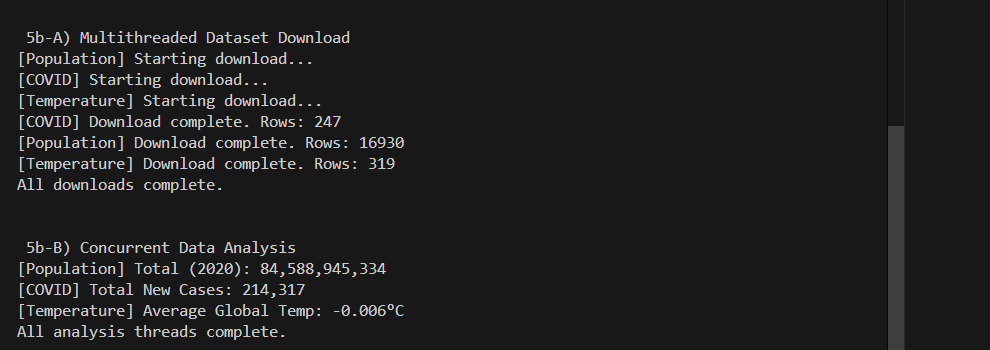 5b-A) Multithreaded Dataset Download
[Population] Starting download...
[COVID] Starting download...
[Temperature] Starting download...
[COVID] Download complete. Rows: 247
[Population] Download complete. Rows: 16930
[Temperature] Download complete. Rows: 319
All downloads complete.
5b-B) Concurrent Data Analysis
[Population] Total (2020): 84,588,945,334
[COVID] Total New Cases: 214,317
[Temperature] Average Global Temp: -0.006°C
All analysis threads complete.